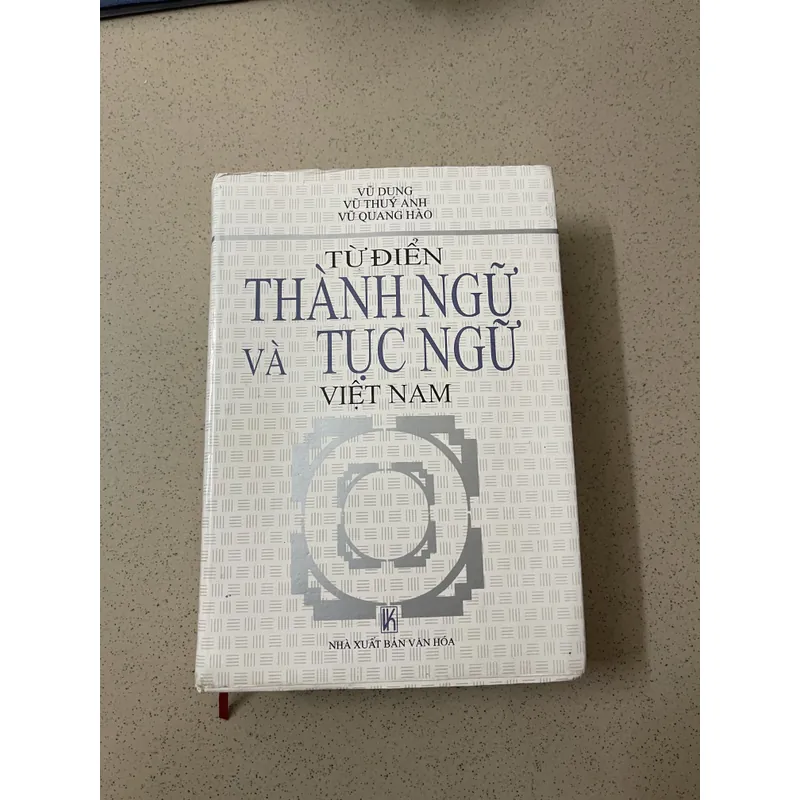 VŨ DUNG
VŨ THUÝ ANH
VŨ QUANG HÀO
TỪ ĐIỂN
THÀNH NGỮ
VÀ TỤC NGỮ
VIỆT NAM
NHÀ XUẤT BẢN VĂN HÓA